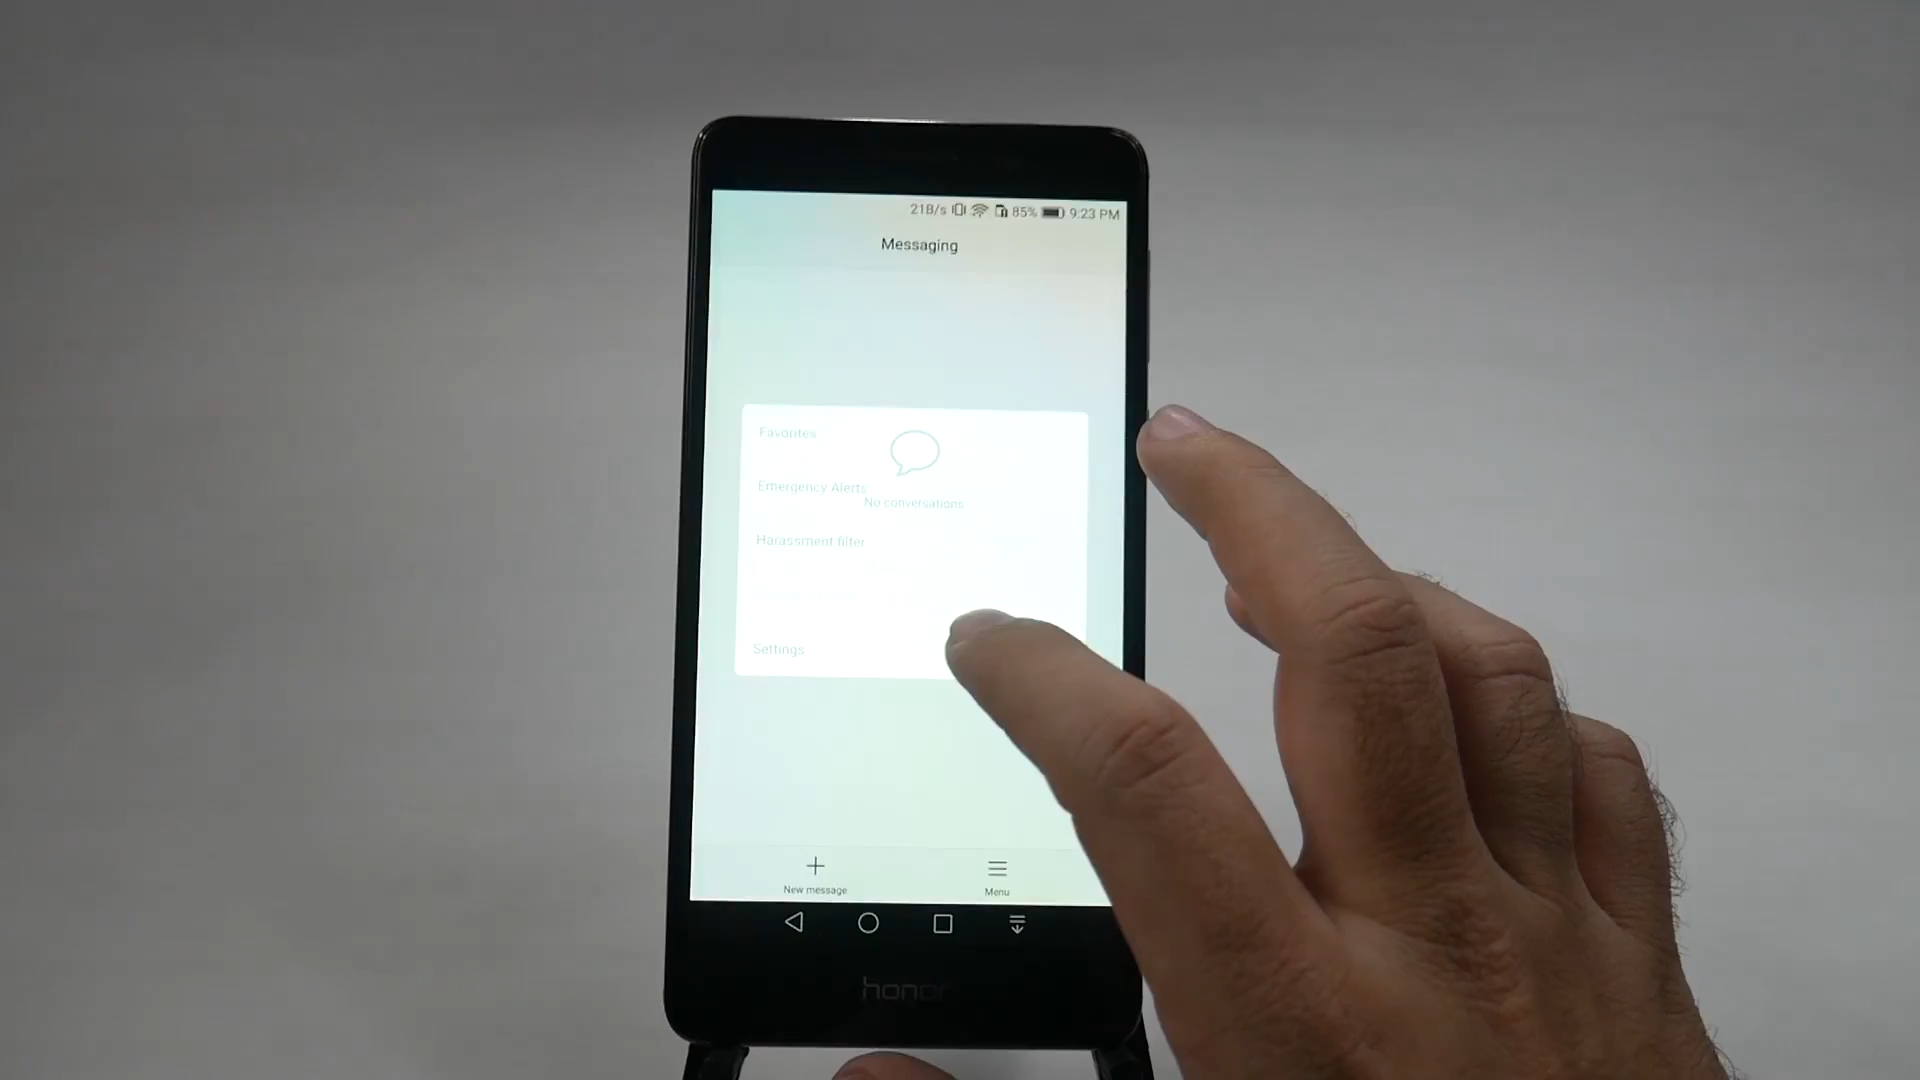 21B/s 85% 9:23 PM
Messaging
Favorites
Emergency Alerts
No conversations
Harassment filter
Settings
New message
Menu
honor